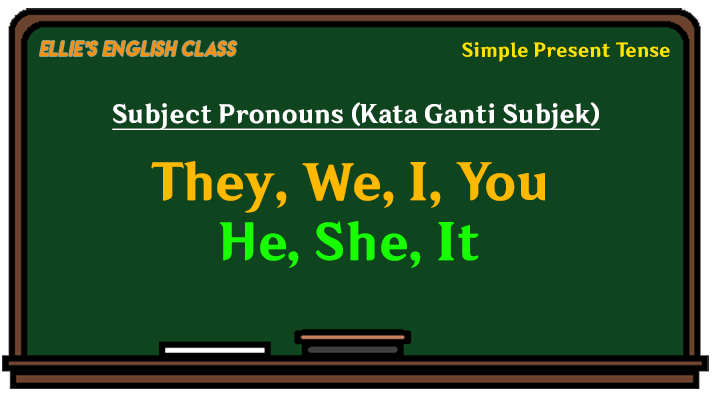 ELLIE'S ENGLISH CLASS
Simple Present Tense
Subject Pronouns (Kata Ganti Subjek)
They, We, I, You
He, She, It